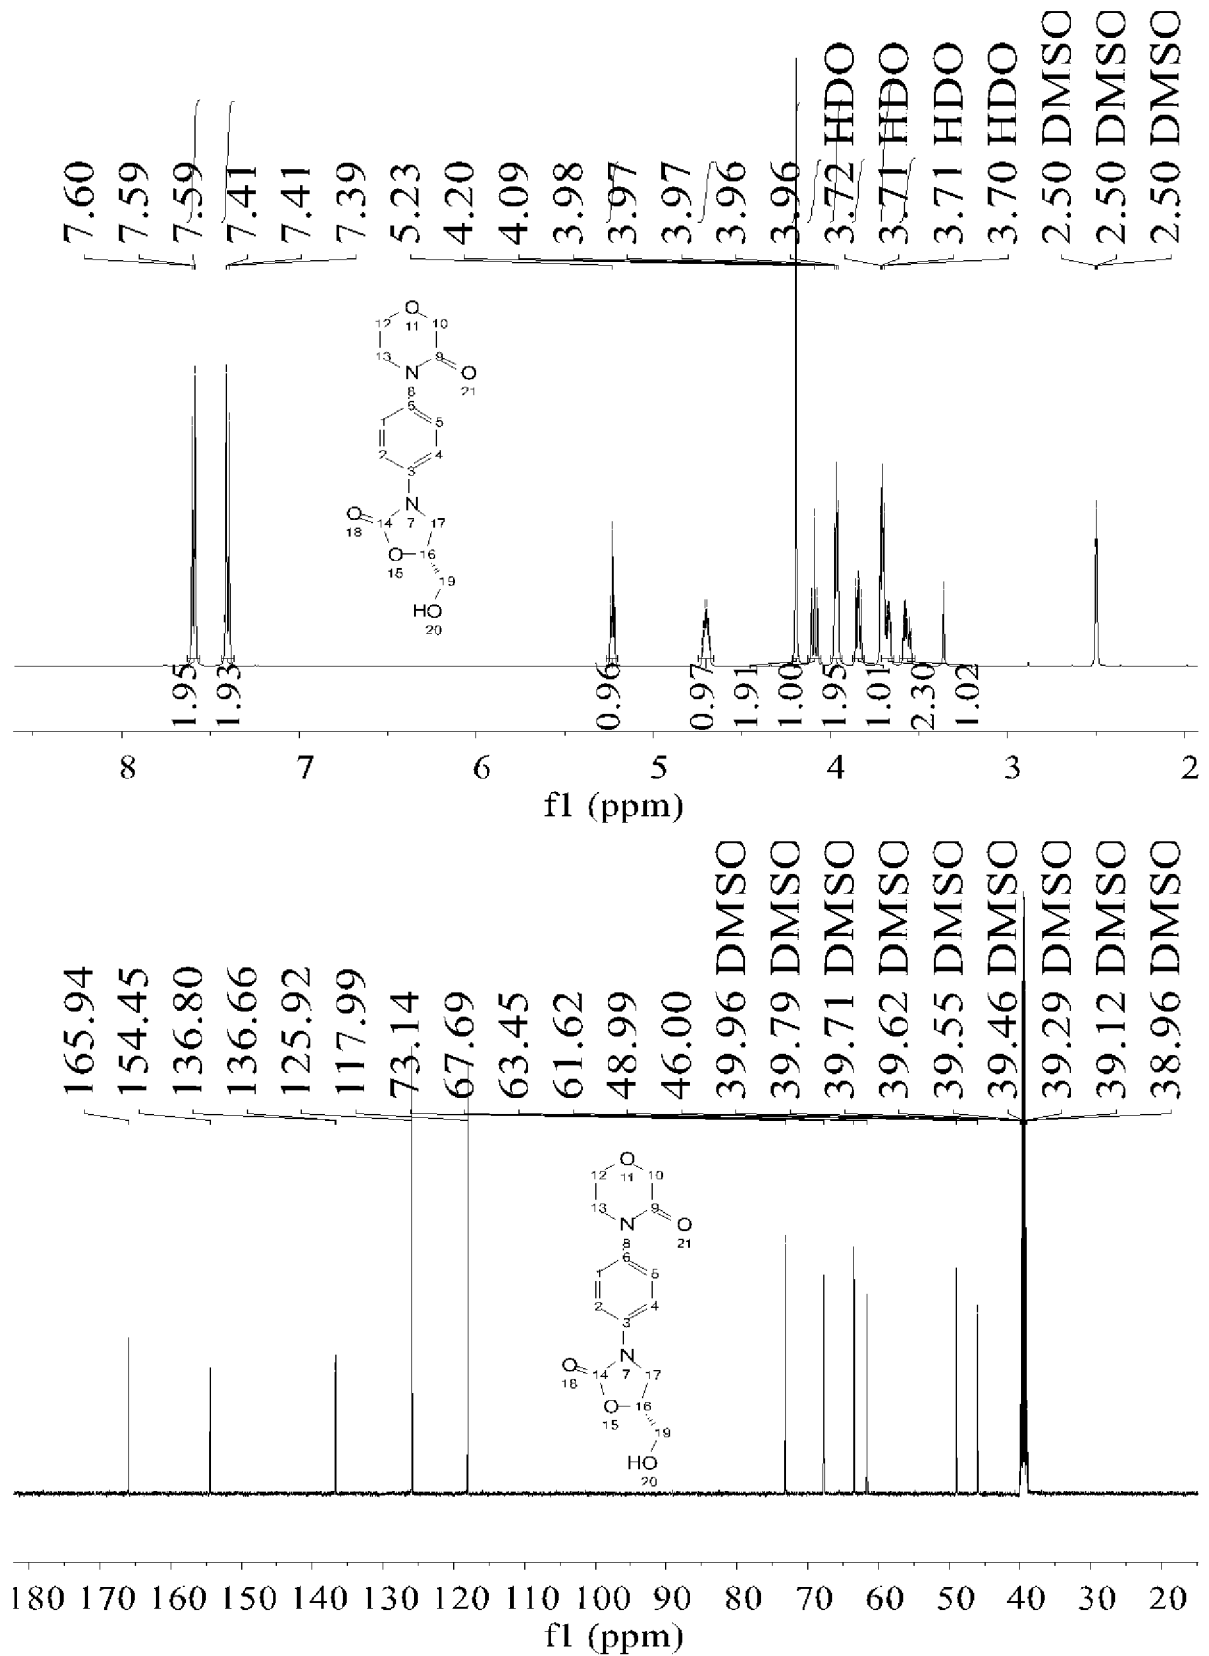 7.60 7.59 7.59 7.41 7.41 7.39 5.23 4.20 4.09 3.98 3.97 3.97 3.96 3.96 3.72 HDO 3.71 HDO 3.71 HDO 3.70 HDO 2.50 DMSO 2.50 DMSO 2.50 DMSO
O
12 11 10
13 9
N O
8 21
6
1 5
2 4
3
N
O 14 7 17
18
O 16
15 19
HO
20
1.95 1.93 0.96 0.97 1.91 1.00 1.95 1.01 2.30 1.02
8 7 6 5 4 3 2
f1 (ppm)
165.94 154.45 136.80 136.66 125.92 117.99 73.14 67.69 63.45 61.62 48.99 46.00 39.96 DMSO 39.79 DMSO 39.71 DMSO 39.62 DMSO 39.55 DMSO 39.46 DMSO 39.29 DMSO 39.12 DMSO 38.96 DMSO
O
12 11 10
13 9
N O
8 21
6
1 5
2 4
3
N
O 14 7 17
18
O 16
15 19
HO
20
180 170 160 150 140 130 120 110 100 90 80 70 60 50 40 30 20
f1 (ppm)